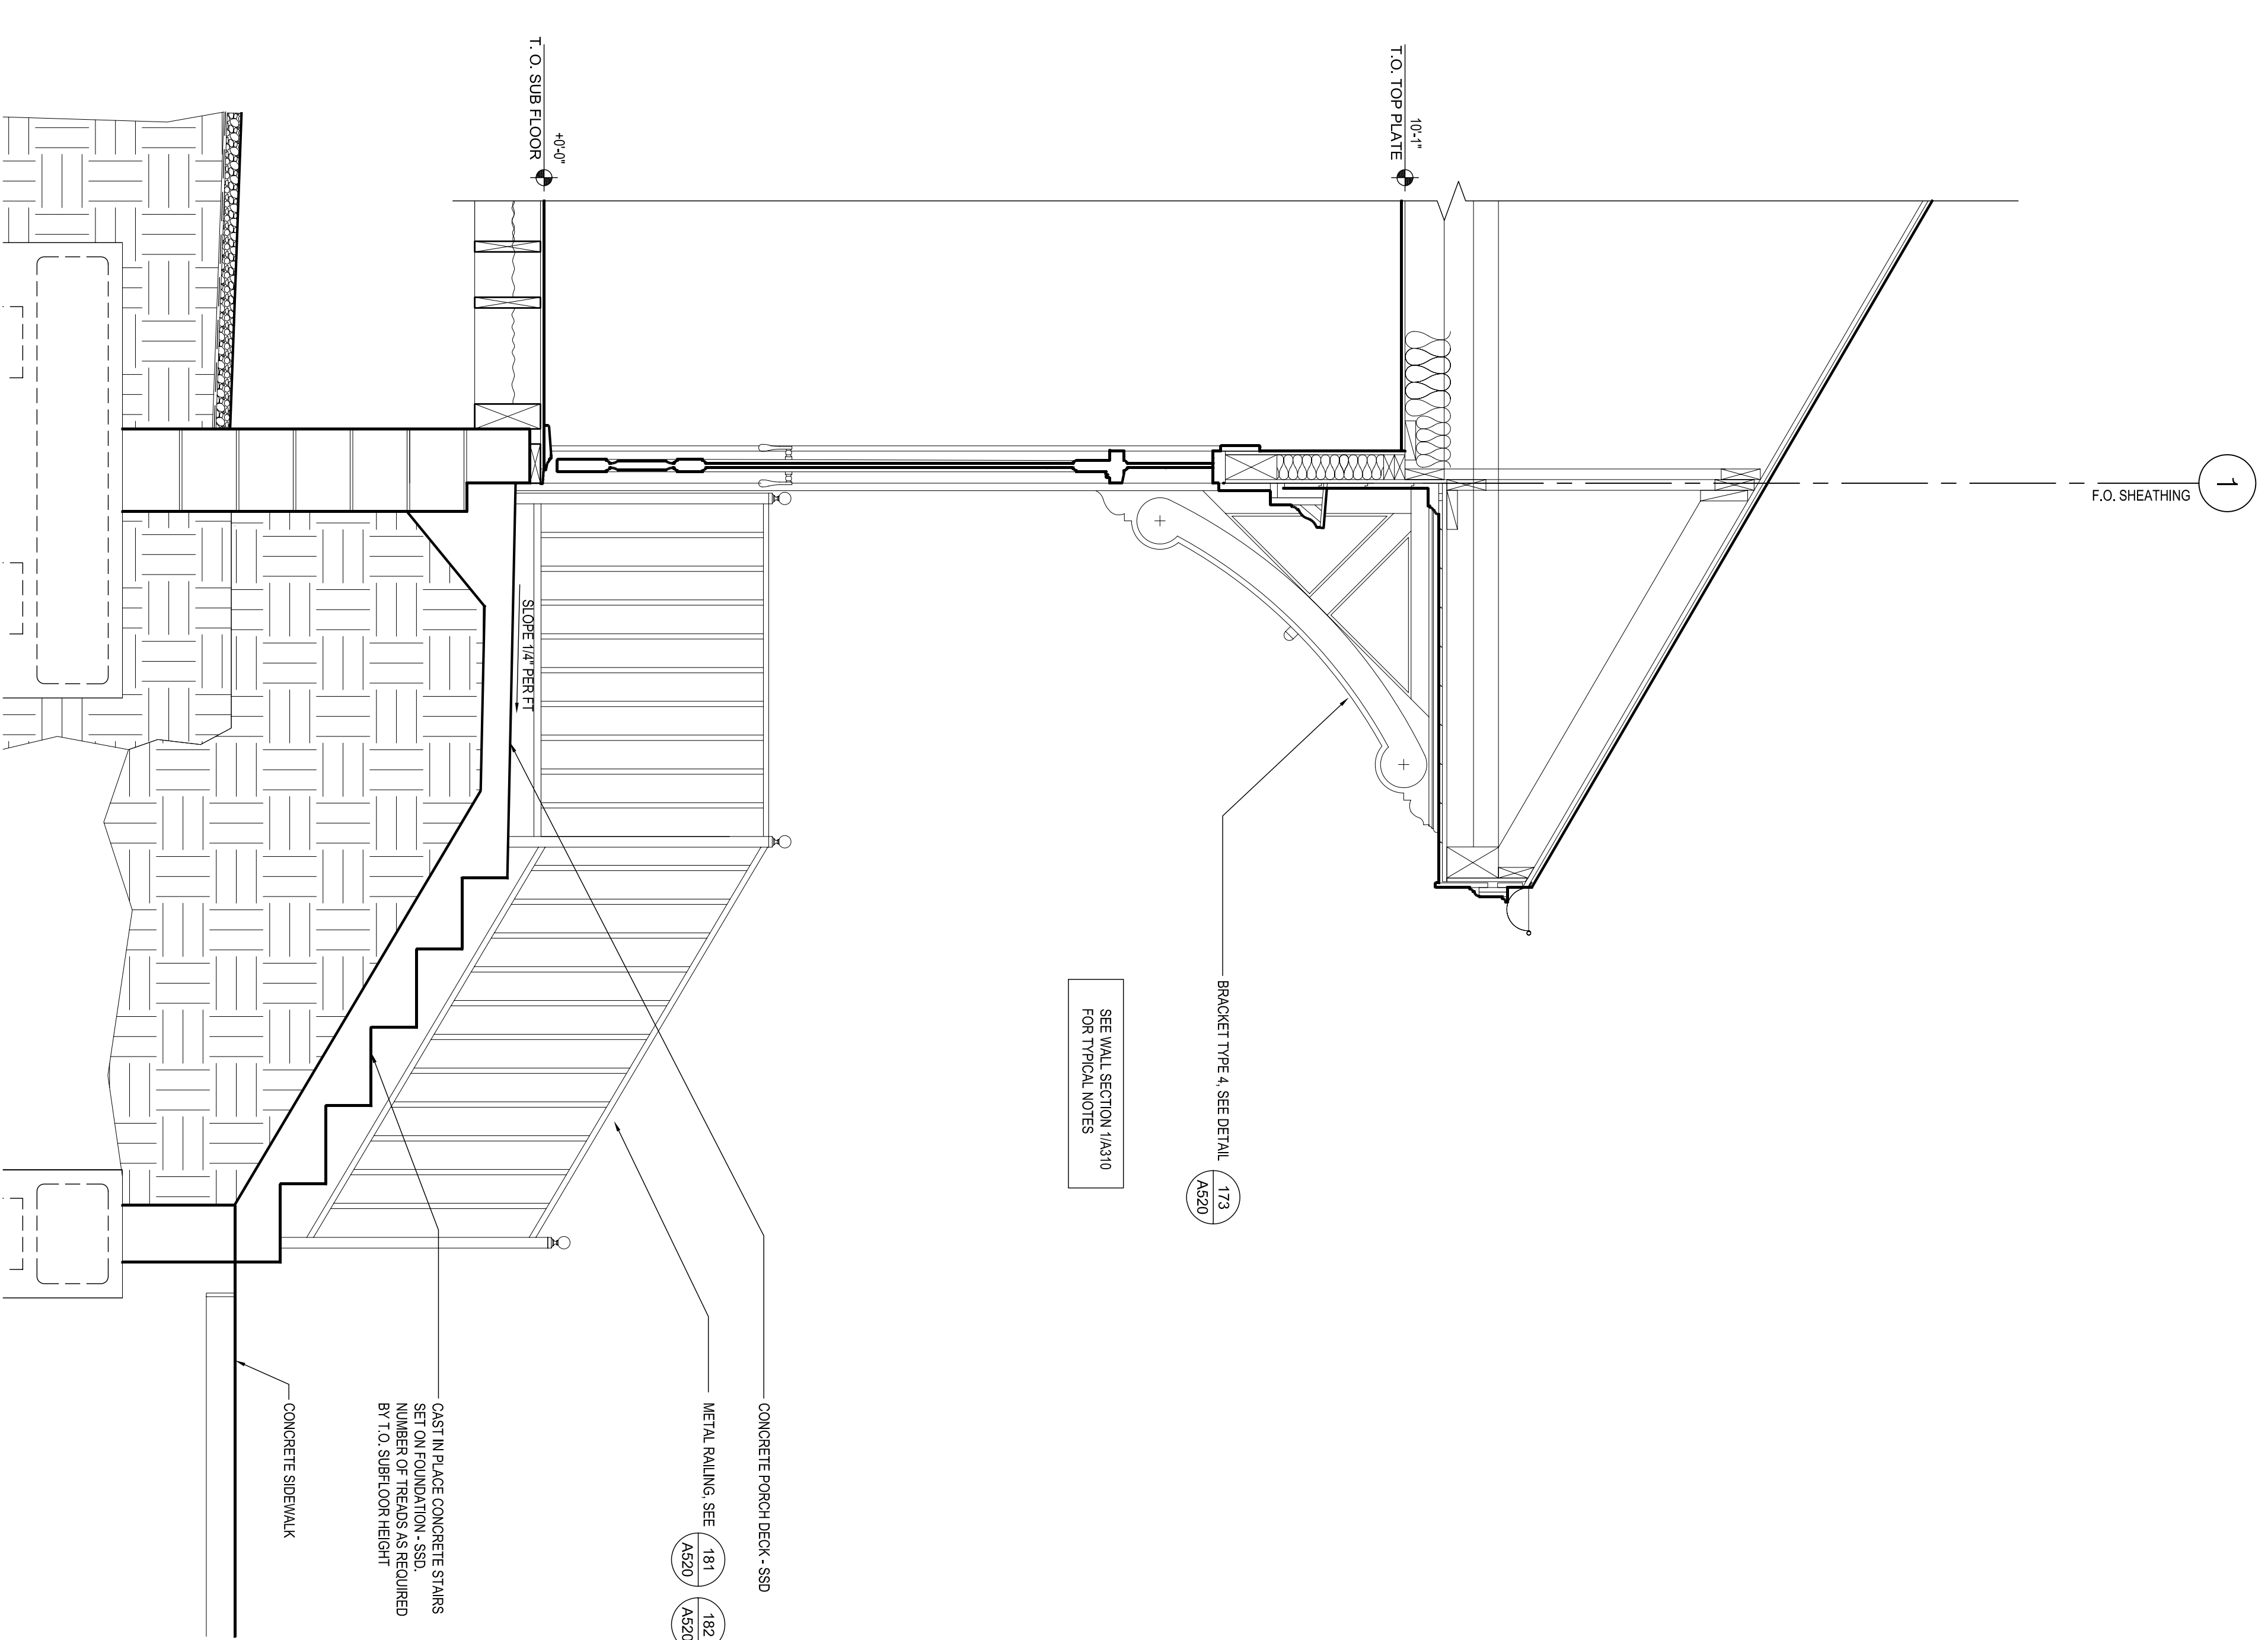 1
F.O. SHEATHING
10'-1"
T.O. TOP PLATE
BRACKET TYPE 4, SEE DETAIL
173
A520
SEE WALL SECTION 1/A310
FOR TYPICAL NOTES
+0'-0"
T. O. SUB FLOOR
SLOPE 1/4" PER FT
CONCRETE PORCH DECK - SSD
METAL RAILING, SEE
181
A520
182
A520
CAST IN PLACE CONCRETE STAIRS
SET ON FOUNDATION - SSD.
NUMBER OF TREADS AS REQUIRED
BY T.O. SUBFLOOR HEIGHT
CONCRETE SIDEWALK